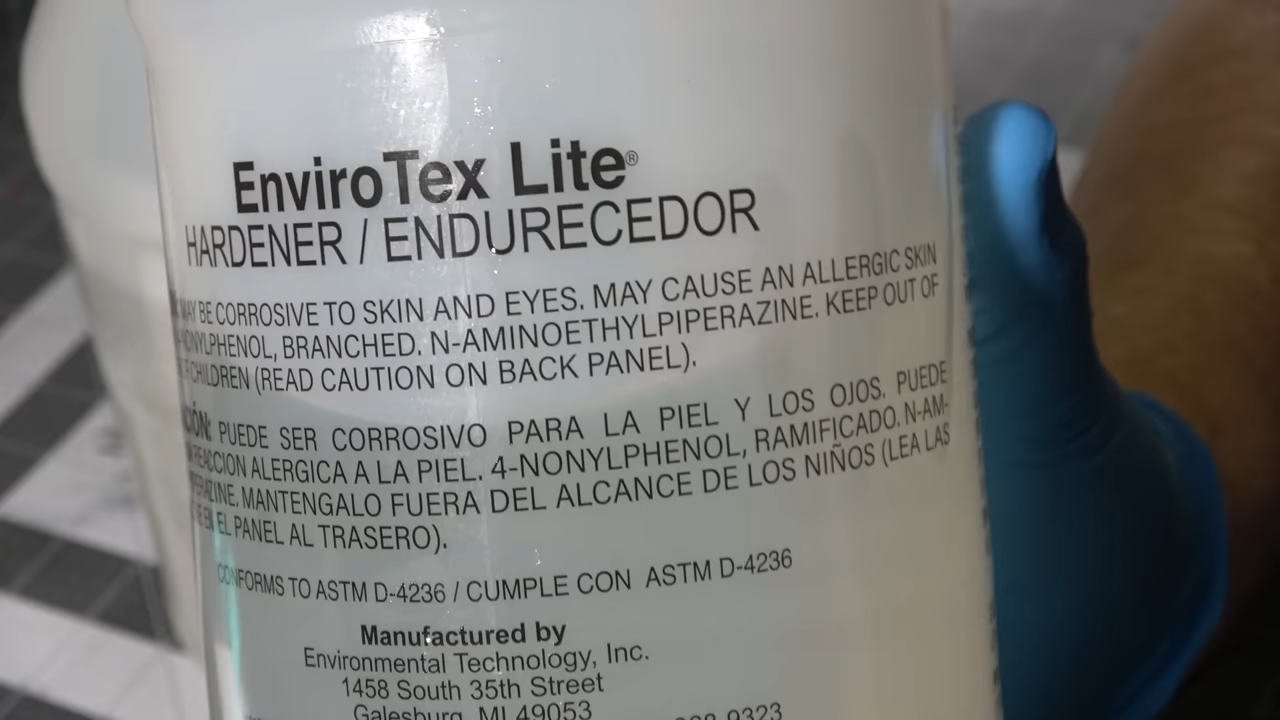 EnviroTex Lite®
HARDENER / ENDURECEDOR
MAY BE CORROSIVE TO SKIN AND EYES. MAY CAUSE AN ALLERGIC SKIN
NONYLPHENOL, BRANCHED. N-AMINOETHYLPIPERAZINE. KEEP OUT OF
CHILDREN (READ CAUTION ON BACK PANEL).
PUEDE SER CORROSIVO PARA LA PIEL Y LOS OJOS. PUEDE
REACCION ALERGICA A LA PIEL. 4-NONYLPHENOL, RAMIFICADO. N-AM-
MANTENGALO FUERA DEL ALCANCE DE LOS NIÑOS (LEA LAS
EN EL PANEL AL TRASERO).
CONFORMS TO ASTM D-4236 / CUMPLE CON ASTM D-4236
Manufactured by
Environmental Technology, Inc.
1458 South 35th Street
Galesburg, MI 49053
9323